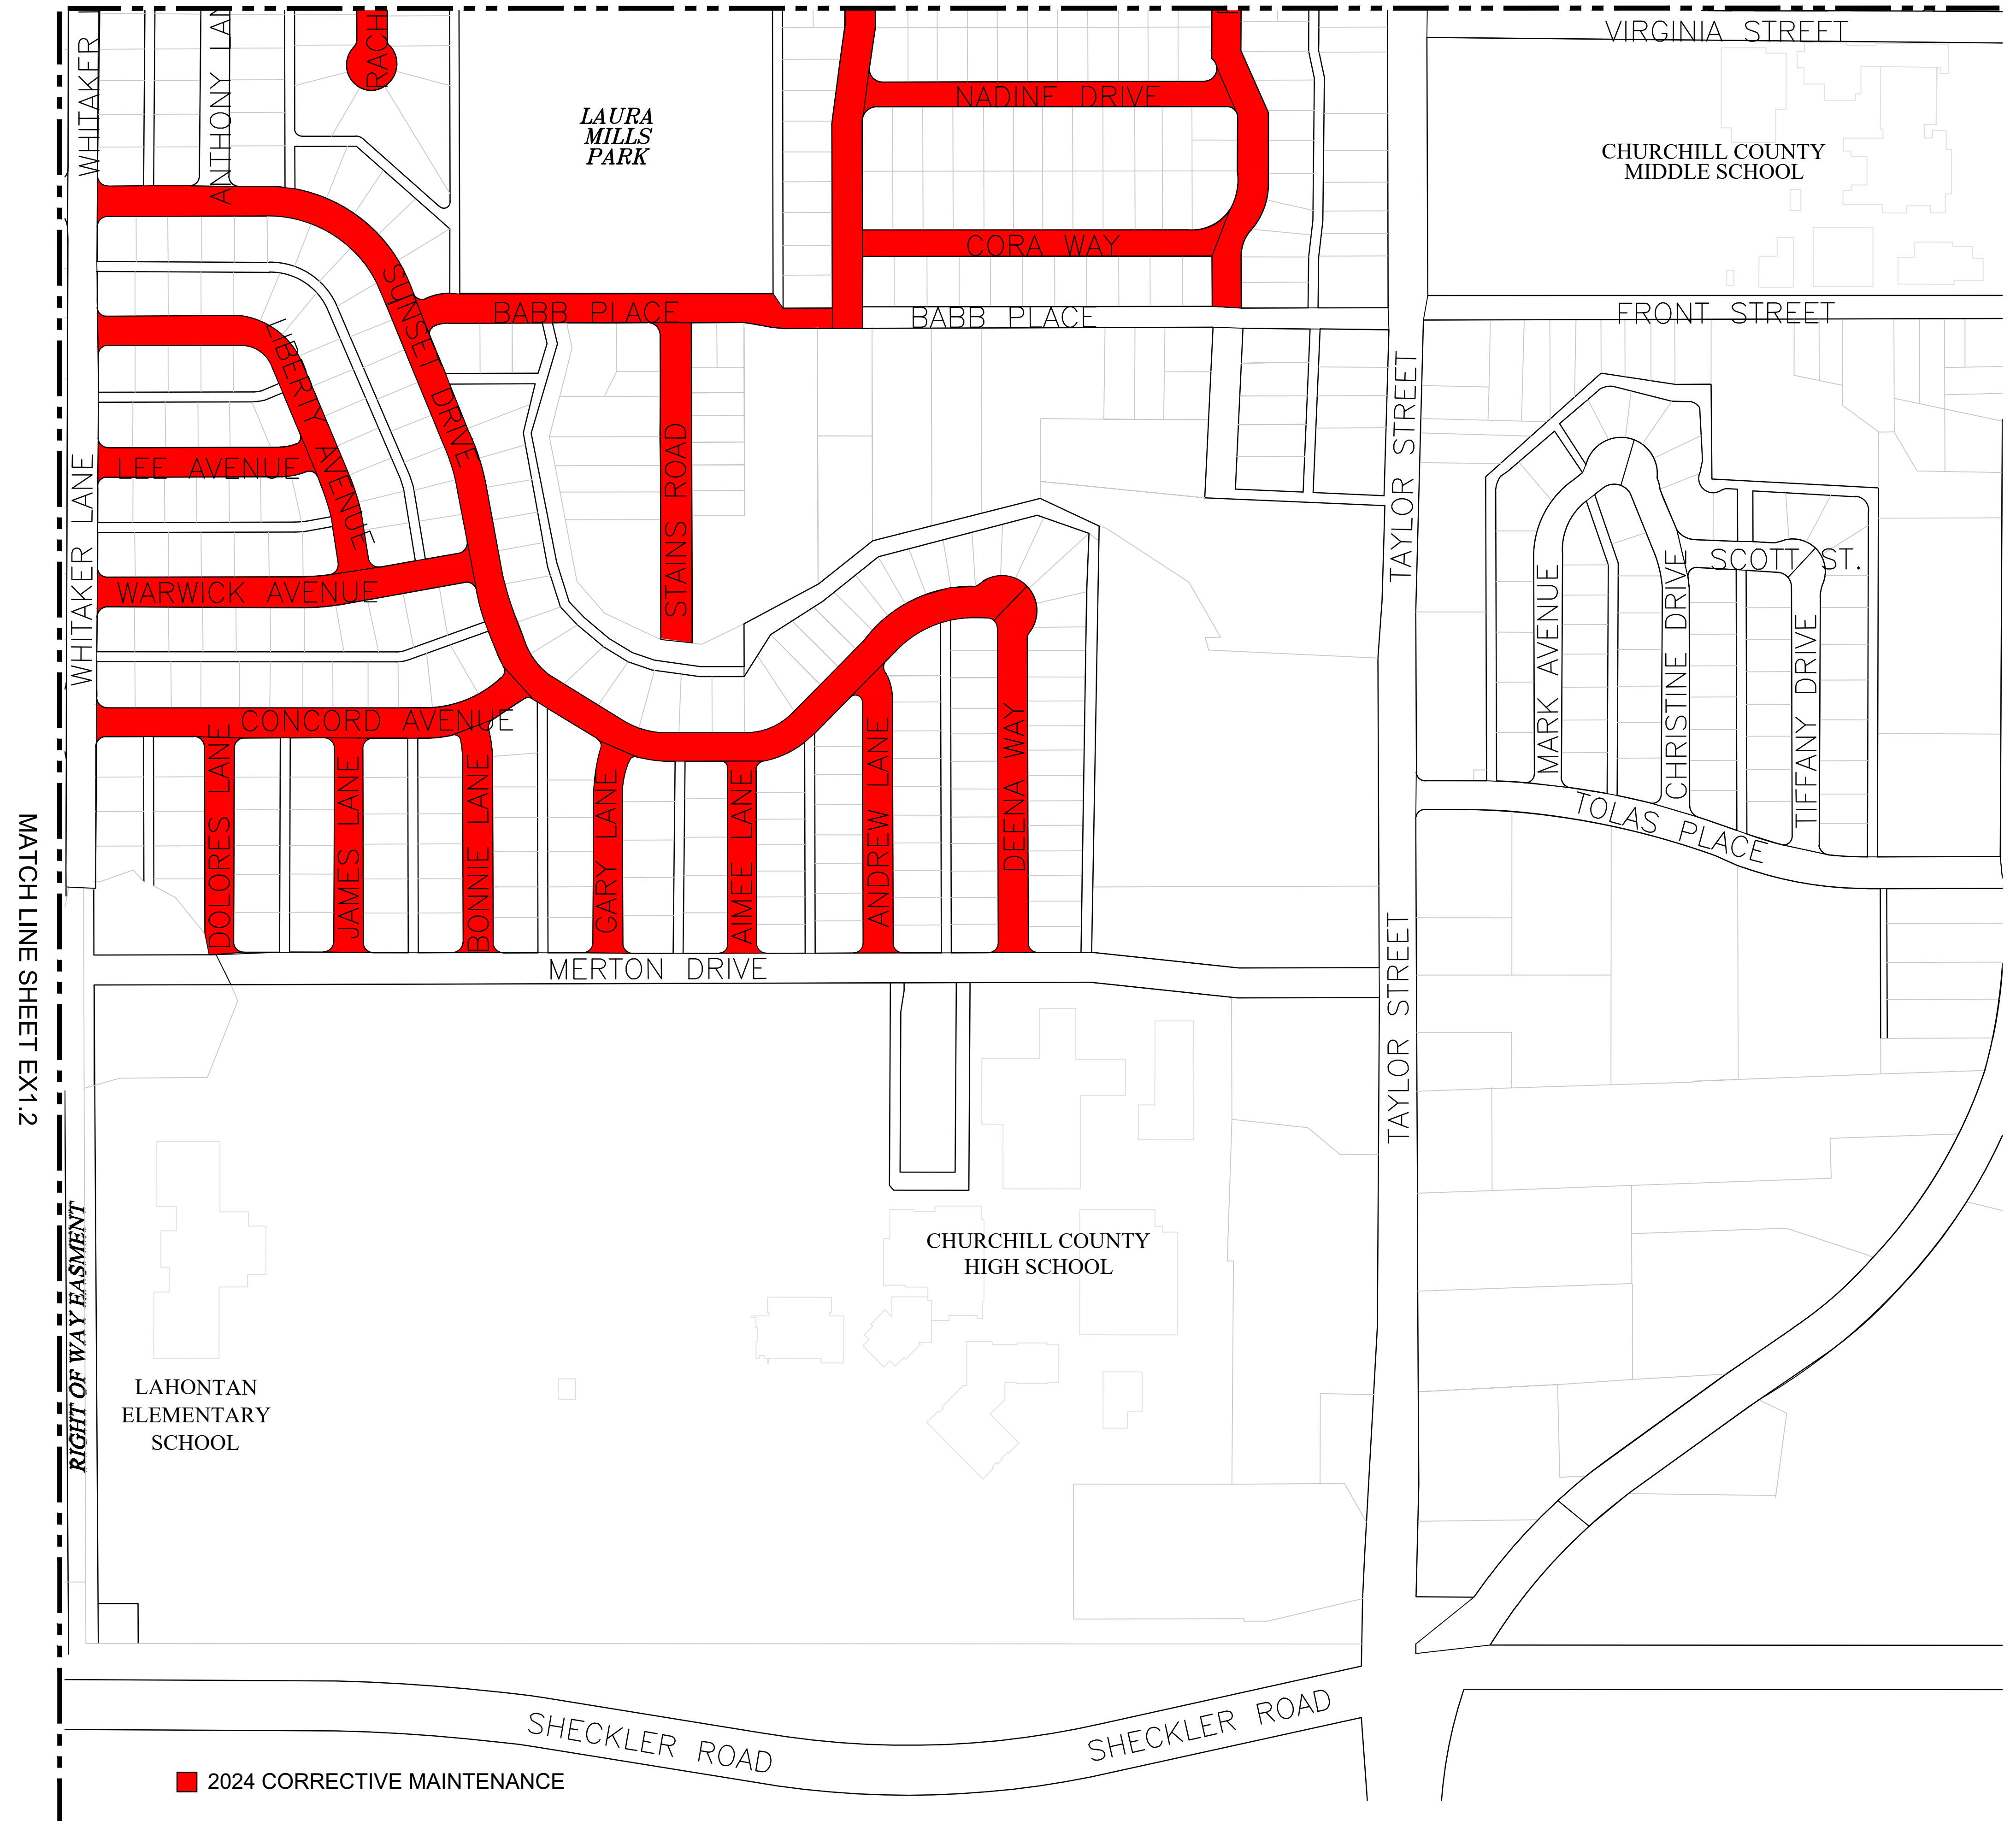 VIRGINIA STREET
WHITAKER
ANTHONY LAN
RACH
NADINE DRIVE
LAURA
MILLS
PARK
CHURCHILL COUNTY
MIDDLE SCHOOL
CORA WAY
SUNSET DRIVE
BABB PLACE
BABB PLACE
FRONT STREET
LIBERTY AVENUE
TAYLOR STREET
STAINS ROAD
LEE AVENUE
WHITAKER LANE
SCOTT ST.
WARWICK AVENUE
MARK AVENUE
CHRISTINE DRIVE
TIFFANY DRIVE
CONCORD AVENUE
DOLORES LANE
JAMES LANE
BONNIE LANE
GARY LANE
AIMEE LANE
ANDREW LANE
DEENA WAY
TOLAS PLACE
MATCH LINE SHEET EX1.2
MERTON DRIVE
TAYLOR STREET
RIGHT OF WAY EASMENT
CHURCHILL COUNTY
HIGH SCHOOL
LAHONTAN
ELEMENTARY
SCHOOL
SHECKLER ROAD
SHECKLER ROAD
2024 CORRECTIVE MAINTENANCE